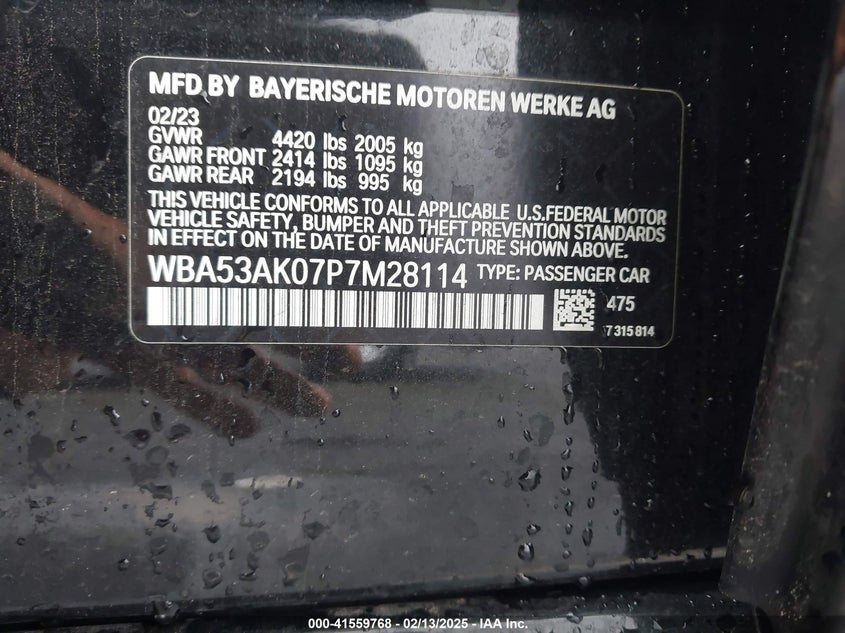 MFD BY BAYERISCHE MOTOREN WERKE AG
02/23
GVWR 4420 lbs 2005 kg
GAWR FRONT 2414 lbs 1095 kg
GAWR REAR 2194 lbs 995 kg
THIS VEHICLE CONFORMS TO ALL APPLICABLE U.S.FEDERAL MOTOR
VEHICLE SAFETY, BUMPER AND THEFT PREVENTION STANDARDS
IN EFFECT ON THE DATE OF MANUFACTURE SHOWN ABOVE.
WBA53AK07P7M28114 TYPE: PASSENGER CAR
475
7 315 814
000-41559768 - 02/13/2025 - IAA Inc.